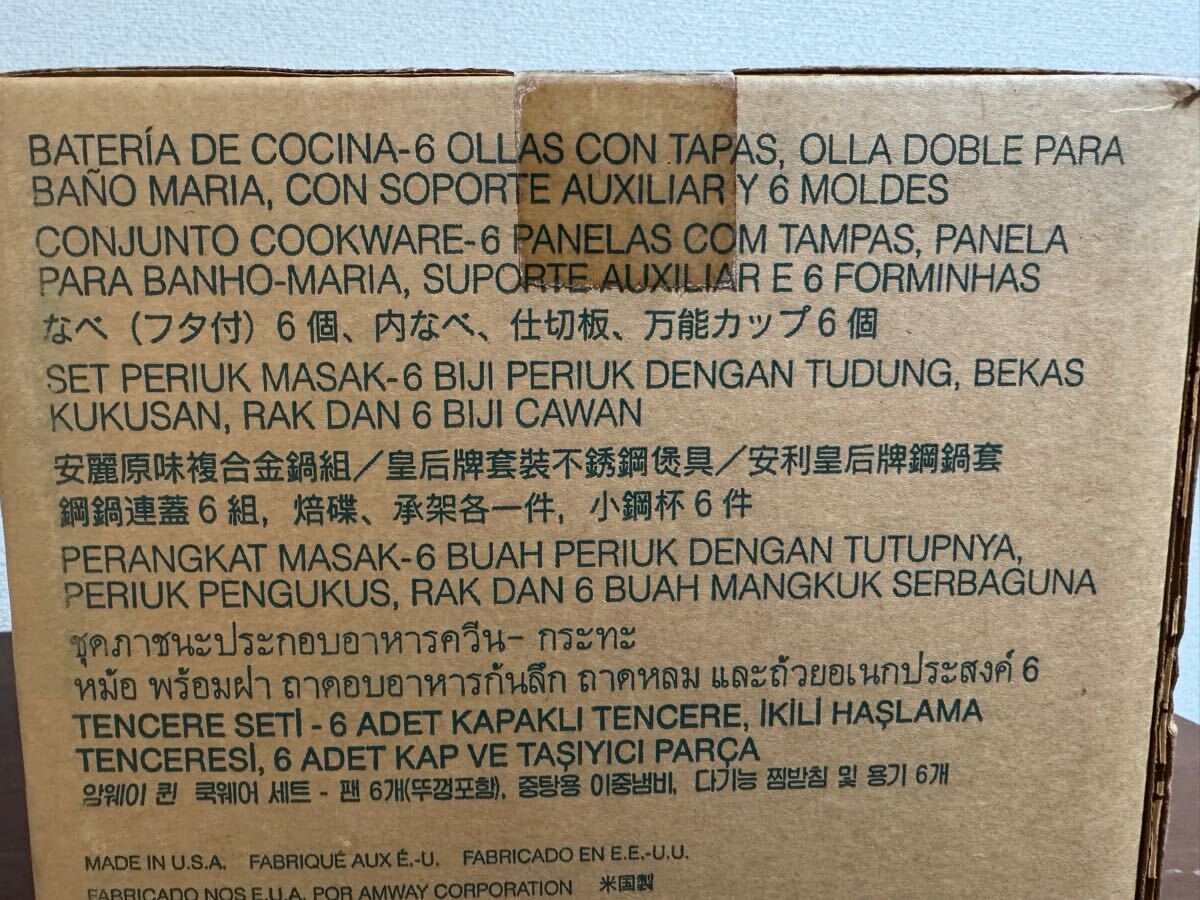 BATERÍA DE COCINA-6 OLLAS CON TAPAS, OLLA DOBLE PARA
BAÑO MARIA, CON SOPORTE AUXILIAR Y 6 MOLDES
CONJUNTO COOKWARE-6 PANELAS COM TAMPAS, PANELA
PARA BANHO-MARIA, SUPORTE AUXILIAR E 6 FORMINHAS
なべ（フタ付）6個、内なべ、仕切板、万能カップ6個
SET PERIUK MASAK-6 BIJI PERIUK DENGAN TUDUNG, BEKAS
KUKUSAN, RAK DAN 6 BIJI CAWAN
安麗原味複合金鍋組／皇后牌套裝不銹鋼煲具／安利皇后牌鋼鍋套
鋼鍋連蓋6組，焙碟、承架各一件，小鋼杯6件
PERANGKAT MASAK-6 BUAH PERIUK DENGAN TUTUPNYA,
PERIUK PENGUKUS, RAK DAN 6 BUAH MANGKUK SERBAGUNA
ชุดภาชนะประกอบอาหารควีน- กระทะ
หม้อ พร้อมฝา ถาดอบอาหารก้นลึก ถาดหลุม และถ้วยอเนกประสงค์ 6
TENCERE SETİ - 6 ADET KAPAKLI TENCERE, İKİLİ HAŞLAMA
TENCERESİ, 6 ADET KAP VE TAŞIYICI PARÇA
암웨이 퀸 쿡웨어 세트 - 팬 6개(뚜껑포함), 중탕용 이중냄비, 다기능 찜받침 및 용기 6개
MADE IN U.S.A. FABRIQUÉ AUX É.-U. FABRICADO EN E.E.-U.U.
FABRICADO NOS E.U.A. POR AMWAY CORPORATION 米国製